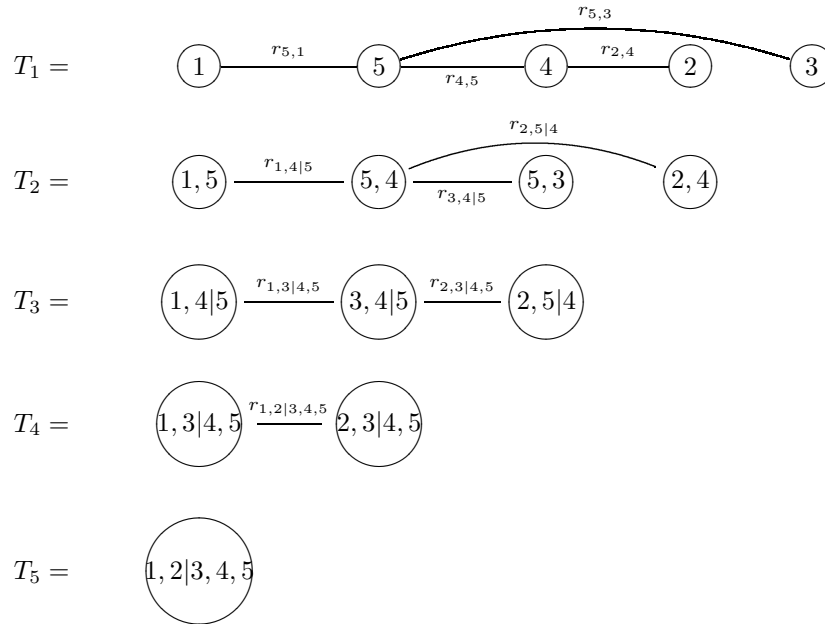 r_{5,3}
r_{5,1} r_{2,4}
T_1 = 1 5 4 2 3
r_{4,5}
r_{2,5|4}
r_{1,4|5}
T_2 = 1, 5 5, 4 5, 3 2, 4
r_{3,4|5}
r_{1,3|4,5} r_{2,3|4,5}
T_3 = 1, 4|5 3, 4|5 2, 5|4
r_{1,2|3,4,5}
T_4 = 1, 3|4, 5 2, 3|4, 5
T_5 = 1, 2|3, 4, 5